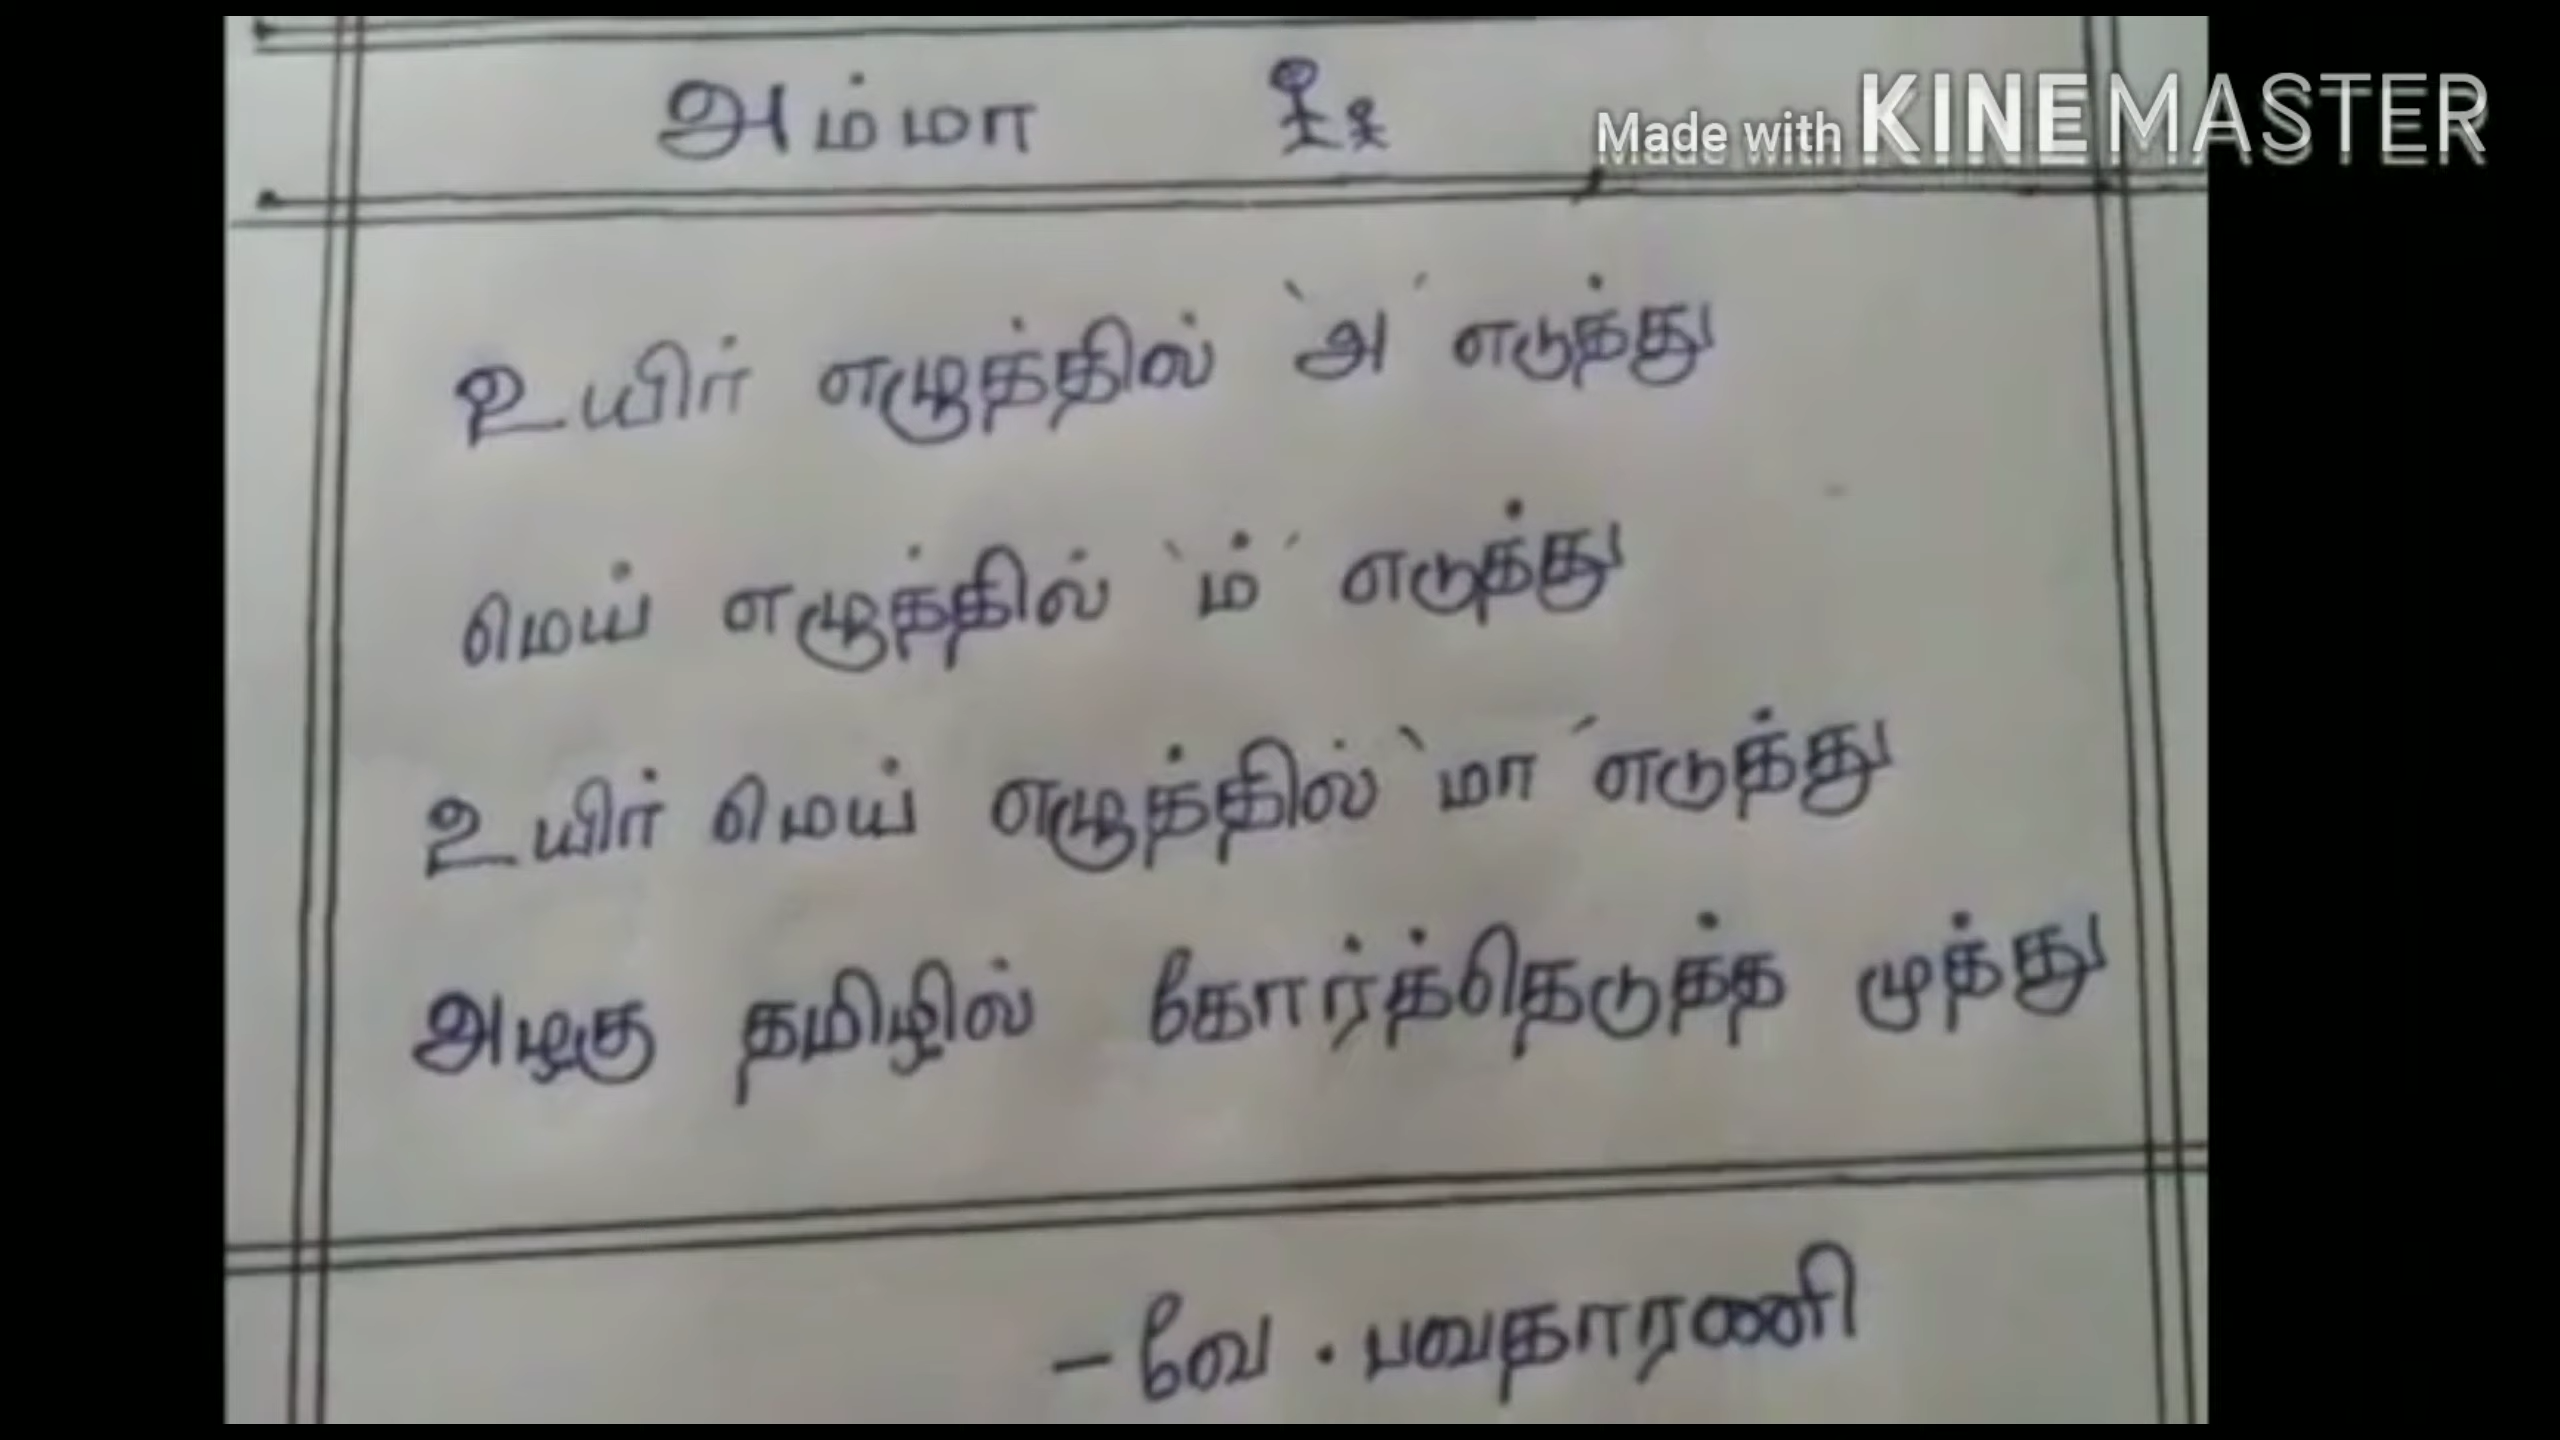 அம்மா
Made with KINEMASTER
உயிர் எழுத்தில் `அ´ எடுத்து
மெய் எழுத்தில் `ம்´ எடுத்து
உயிர் மெய் எழுத்தில் `மா´ எடுத்து
அழகு தமிழில் கோர்த்தெடுத்த முத்து
- வே . பவதாரணி